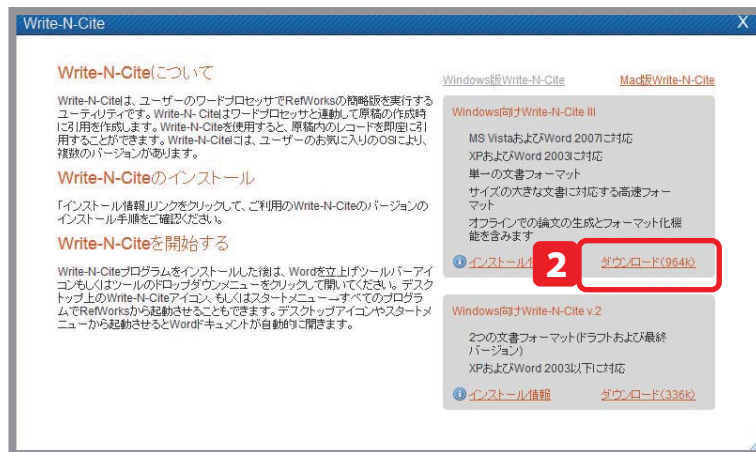 Write-N-Cite
X
Write-N-Citeについて
Write-N-Citeは、ユーザーのワードプロセッサでRefWorksの簡略版を実行する
ユーティリティです。Write-N- Citeはワードプロセッサと連動して原稿の作成時
に引用を作成します。Write-N-Citeを使用すると、原稿内のレコードを即座に引
用することができます。Write-N-Citeには、ユーザーのお気に入りのOSにより、
複数のバージョンがあります。
Write-N-Citeのインストール
「インストール情報」リンクをクリックして、ご利用のWrite-N-Citeのバージョンの
インストール手順をご確認ください。
Write-N-Citeを開始する
Write-N-Citeプログラムをインストールした後は、Wordを立上げツールバーアイ
コンもしくはツールのドロップダウンメニューをクリックして開いてください。デスク
トップ上のWrite-N-Citeアイコン、もしくはスタートメニュー→すべてのプログラ
ムでRefWorksから起動させることもできます。デスクトップアイコンやスタートメ
ニューから起動させるとWordドキュメントが自動的に開きます。
Windows版Write-N-Cite
Mac版Write-N-Cite
Windows向けWrite-N-Cite III
MS VistaおよびWord 2007に対応
XPおよびWord 2003に対応
単一の文書フォーマット
サイズの大きな文書に対応する高速フォー
マット
オフラインでの論文の生成とフォーマット化機
能を含みます
インストール
2
ダウンロード(964k)
Windows向けWrite-N-Cite v.2
2つの文書フォーマット(ドラフトおよび最終
バージョン)
XPおよびWord 2003以下に対応
インストール情報
ダウンロード(336K)